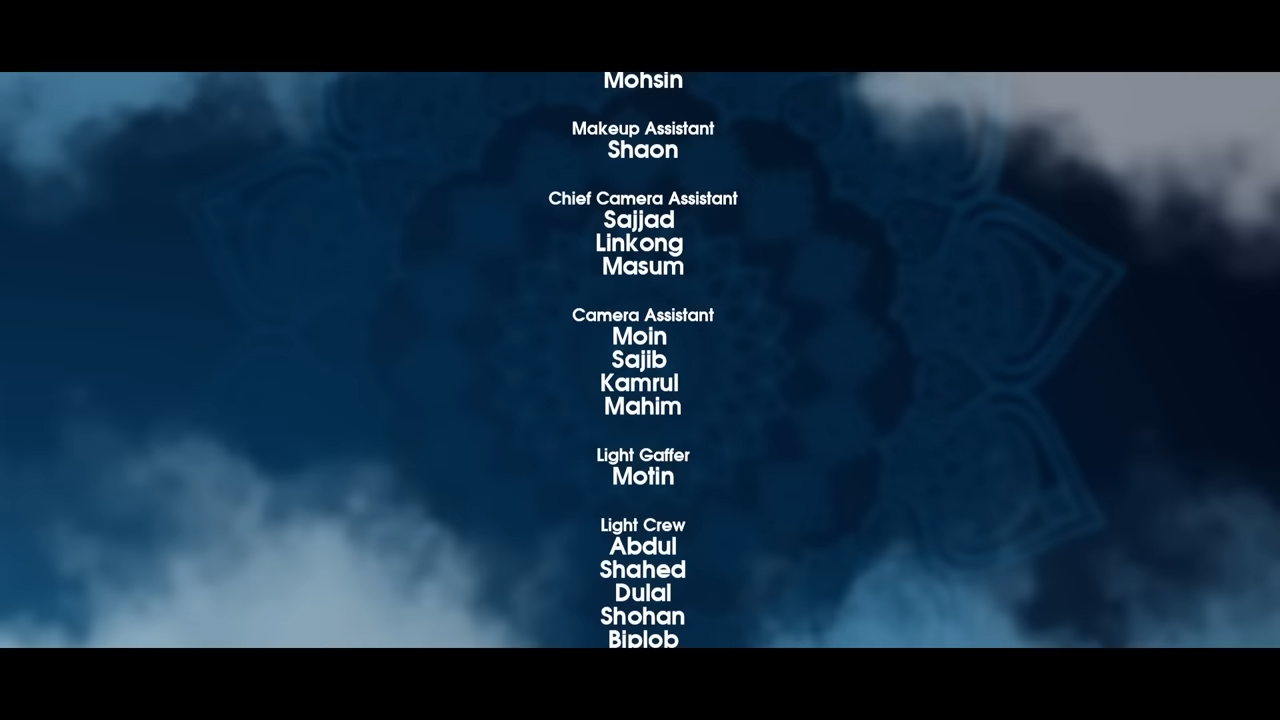 Mohsin
Makeup Assistant
Shaon
Chief Camera Assistant
Sajjad
Linkong
Masum
Camera Assistant
Moin
Sajib
Kamrul
Mahim
Light Gaffer
Motin
Light Crew
Abdul
Shahed
Dulal
Shohan
Biplob